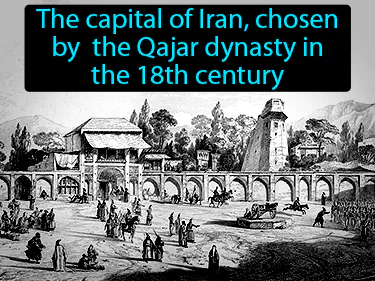 The capital of Iran, chosen
by the Qajar dynasty in
the 18th century